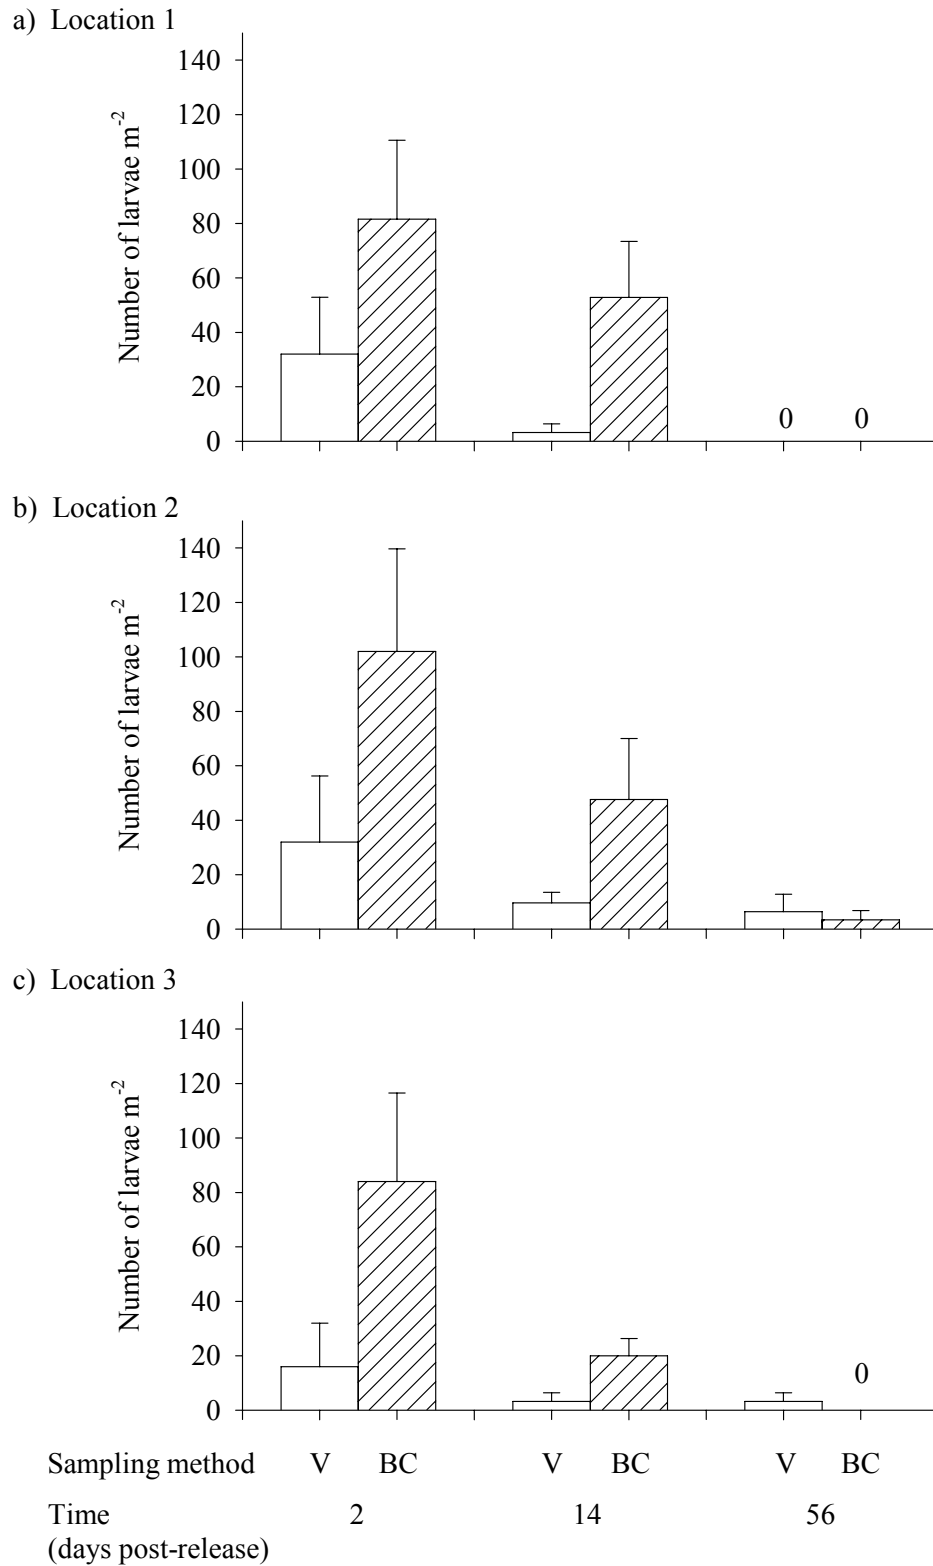 a) Location 1
Number of larvae m-2
140
120
100
80
60
40
20
0
0 0
b) Location 2
Number of larvae m-2
140
120
100
80
60
40
20
0
c) Location 3
Number of larvae m-2
140
120
100
80
60
40
20
0
0
Sampling method V BC V BC V BC
Time 2 14 56
(days post-release)